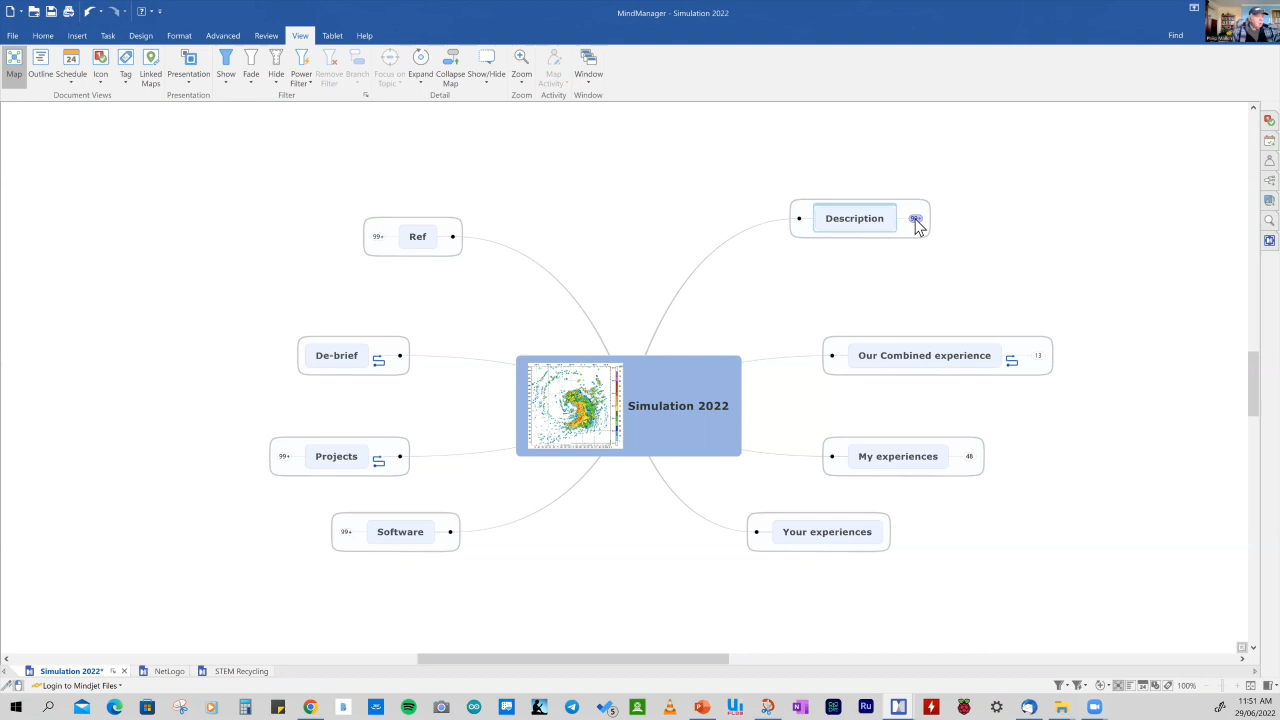 MindManager - Simulation 2022
File Home Insert Task Design Format Advanced Review View Tablet Help Find
Map Outline Schedule Icon Tag Linked Maps Presentation Show Fade Hide Power Filter Remove Filter Branch Focus on Topic Expand Collapse Map Show/Hide Zoom Map Activity Window
Document Views Presentation Filter Detail Zoom Activity Window
Description
99+ Ref
De-brief
Our Combined experience 13
Simulation 2022
99+ Projects
My experiences 48
99+ Software
Your experiences
Simulation 2022* NetLogo STEM Recycling
Login to Mindjet Files 100%
11:51 AM
29/06/2022